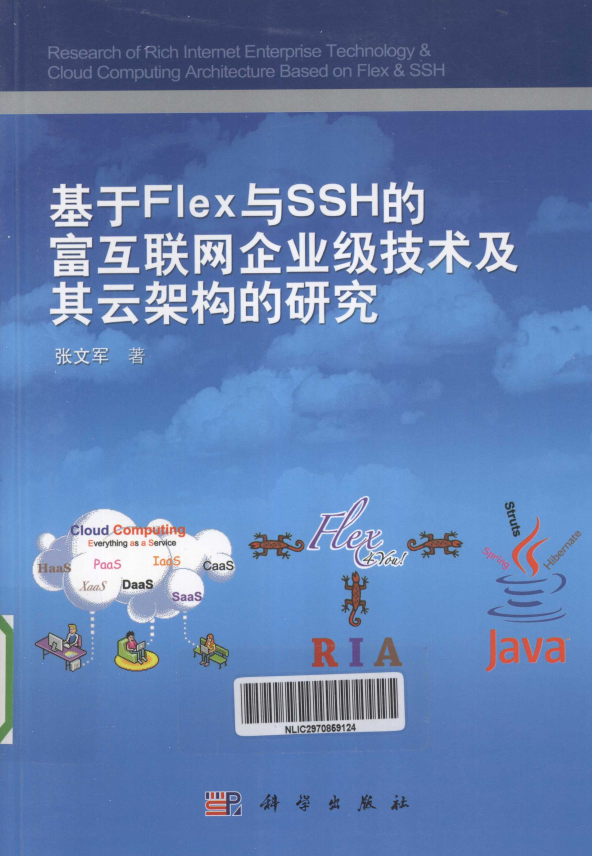 Research of Rich Internet Enterprise Technology &
Cloud Computing Architecture Based on Flex & SSH
基于Flex与SSH的
富互联网企业级技术及
其云架构的研究
张文军 著
Cloud Computing
Everything as a Service
HaaS PaaS IaaS CaaS
XaaS DaaS SaaS
Flex
4You!
RIA
Struts
Spring
Hibernate
Java
NLIC2970859124
SP 科学出版社